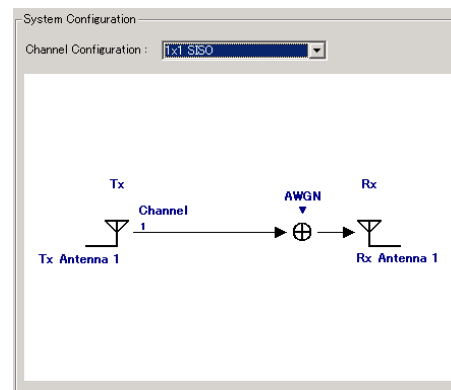 System Configuration
Channel Configuration :
1x1 SISO
Tx
Rx
AWGN
Channel
1
Tx Antenna 1
Rx Antenna 1